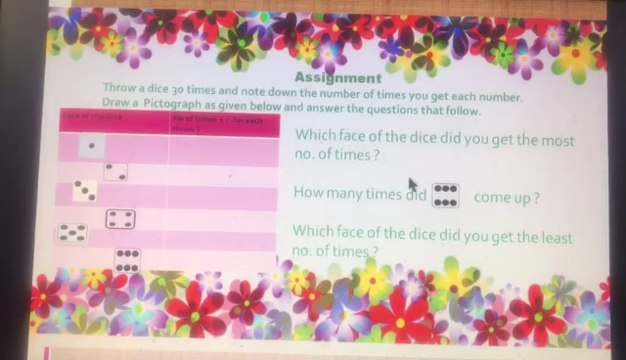 Assignment
Throw a dice 30 times and note down the number of times you get each number.
Draw a Pictograph as given below and answer the questions that follow.
No of times
Which face of the dice did you get the most
no. of times ?
How many times did come up ?
Which face of the dice did you get the least
no. of times ?